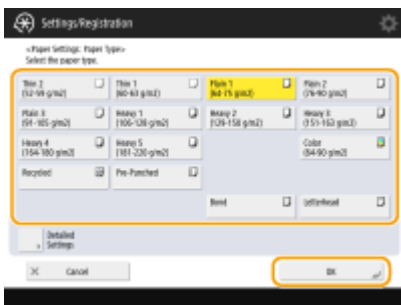 Settings/Registration
<Paper Settings: Paper Type>
Select the paper type.
Thin 2
(52-59 g/m2)
Thin 1
(60-63 g/m2)
Plain 1
(64-75 g/m2)
Plain 2
(76-90 g/m2)
Plain 3
(91-105 g/m2)
Heavy 1
(106-128 g/m2)
Heavy 2
(129-150 g/m2)
Heavy 3
(151-163 g/m2)
Heavy 4
(164-180 g/m2)
Heavy 5
(181-220 g/m2)
Color
(64-90 g/m2)
Recycled
Pre-Punched
Bond
Letterhead
Detailed
Settings
Cancel
OK